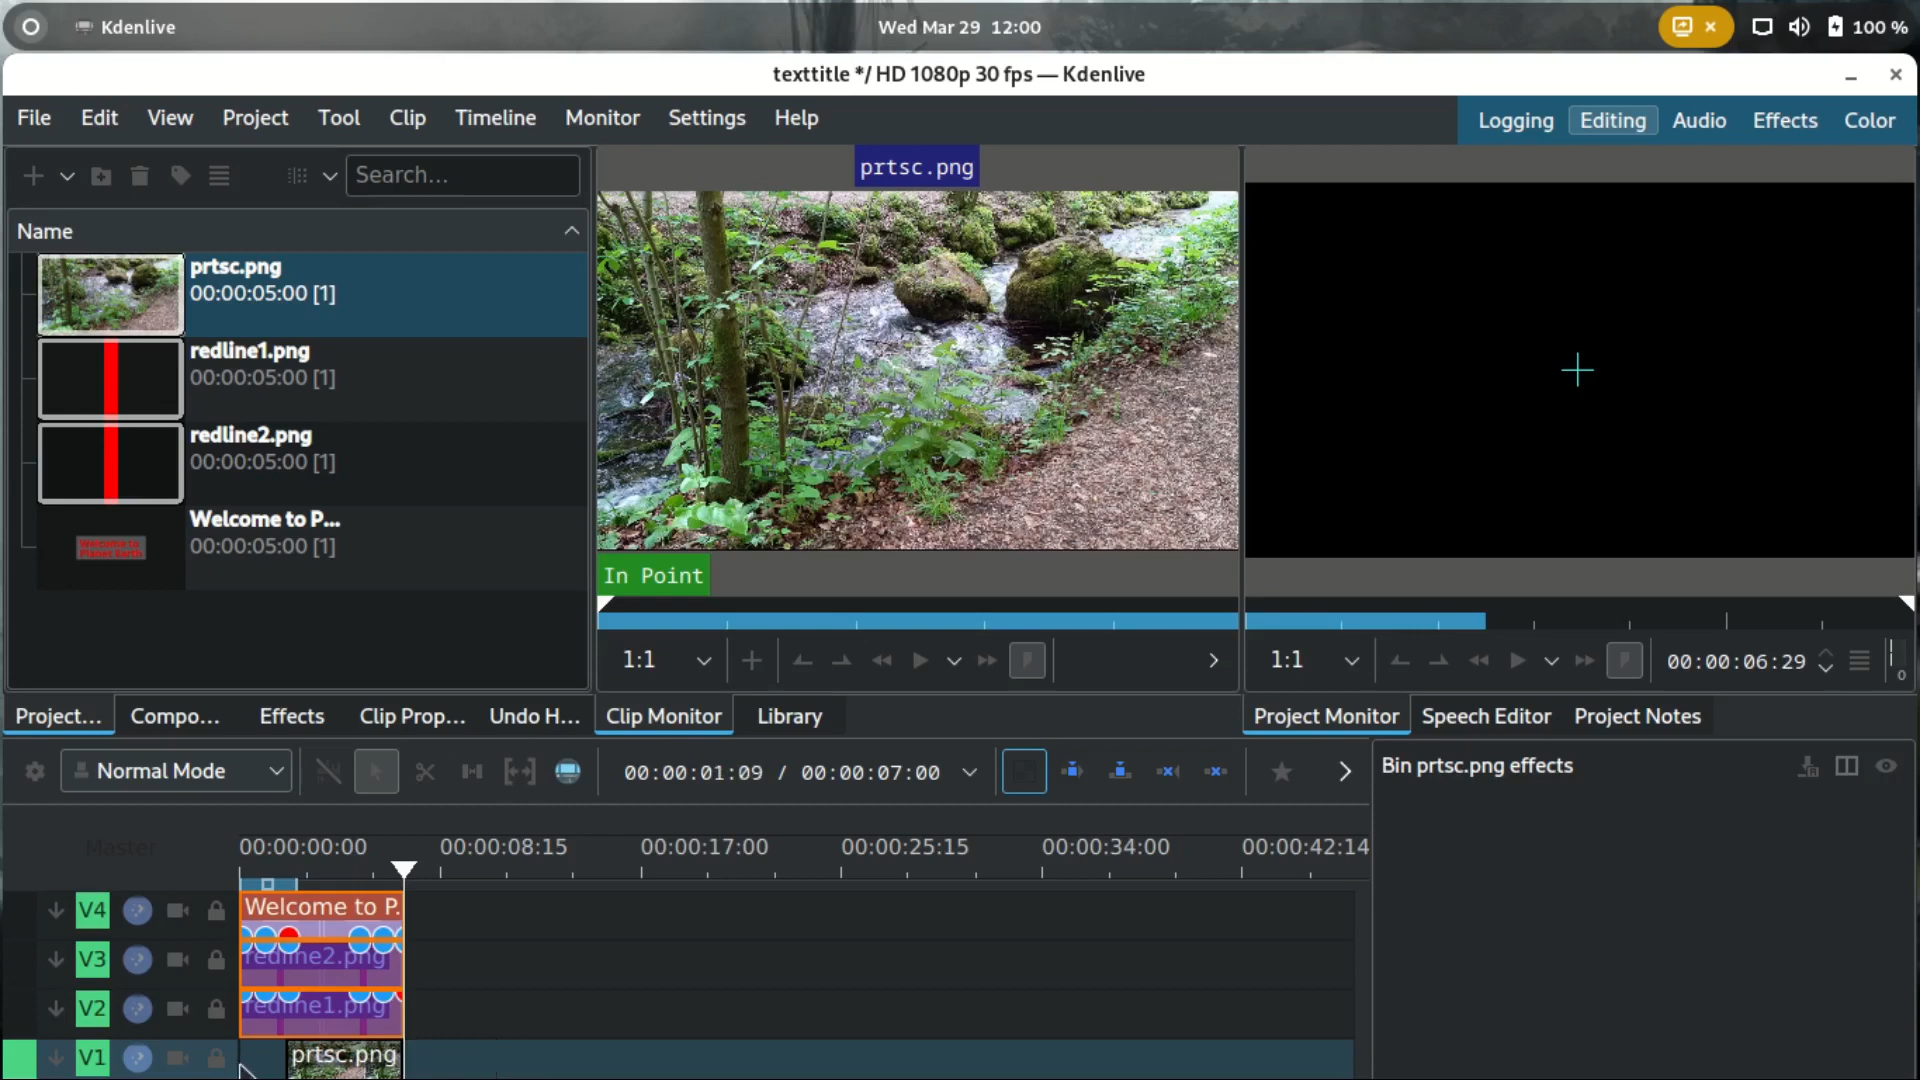 Kdenlive
Wed Mar 29 12:00
100 %
texttitle */ HD 1080p 30 fps — Kdenlive
File Edit View Project Tool Clip Timeline Monitor Settings Help
Logging Editing Audio Effects Color
Search...
Name
prtsc.png
00:00:05:00 [1]
redline1.png
00:00:05:00 [1]
redline2.png
00:00:05:00 [1]
Welcome to P...
00:00:05:00 [1]
Welcome to
Planet Earth
prtsc.png
In Point
1:1
1:1
00:00:06:29
0
Project... Compo... Effects Clip Prop... Undo H...
Clip Monitor Library
Project Monitor Speech Editor Project Notes
Normal Mode
00:00:01:09 / 00:00:07:00
Bin prtsc.png effects
Master
00:00:00:00 00:00:08:15 00:00:17:00 00:00:25:15 00:00:34:00 00:00:42:14
V4 Welcome to P.
V3 redline2.png
V2 redline1.png
V1 prtsc.png